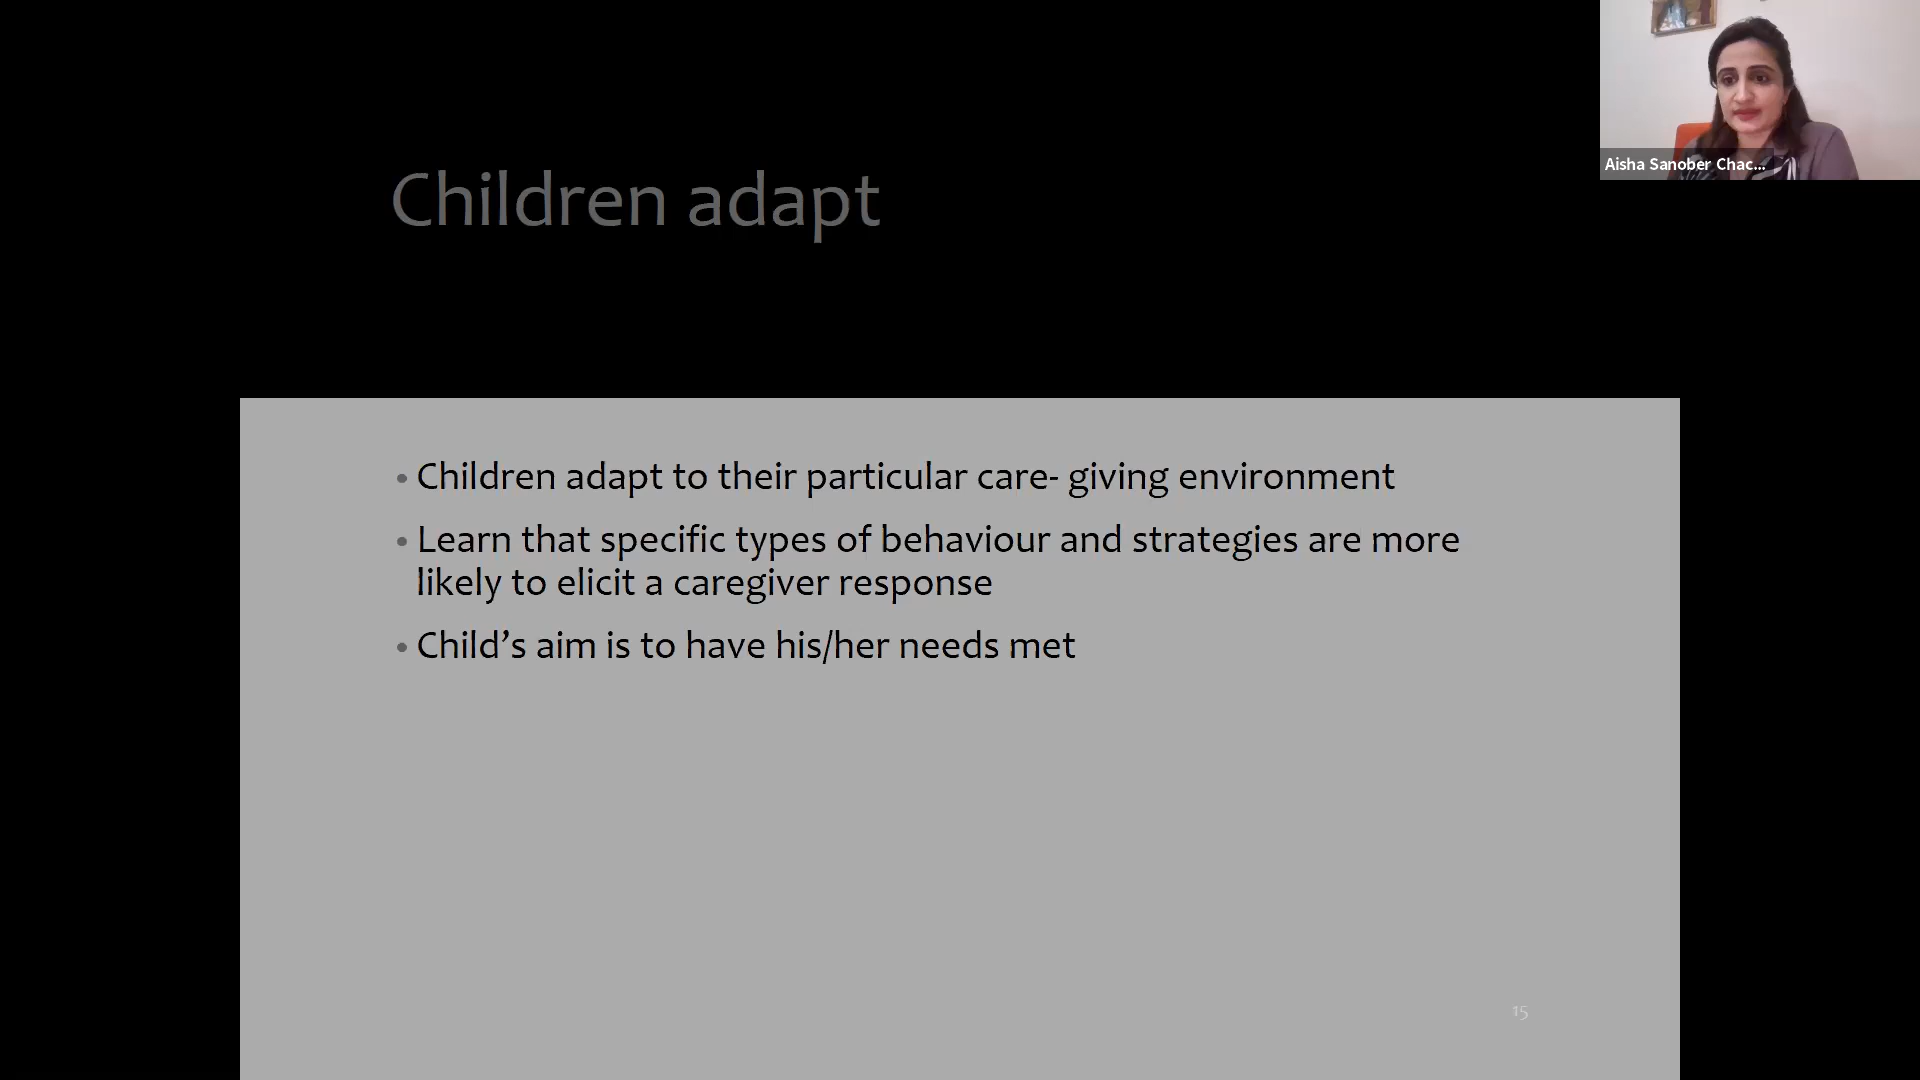 Children adapt
Aisha Sanober Chac...
• Children adapt to their particular care- giving environment
• Learn that specific types of behaviour and strategies are more
likely to elicit a caregiver response
• Child’s aim is to have his/her needs met
15